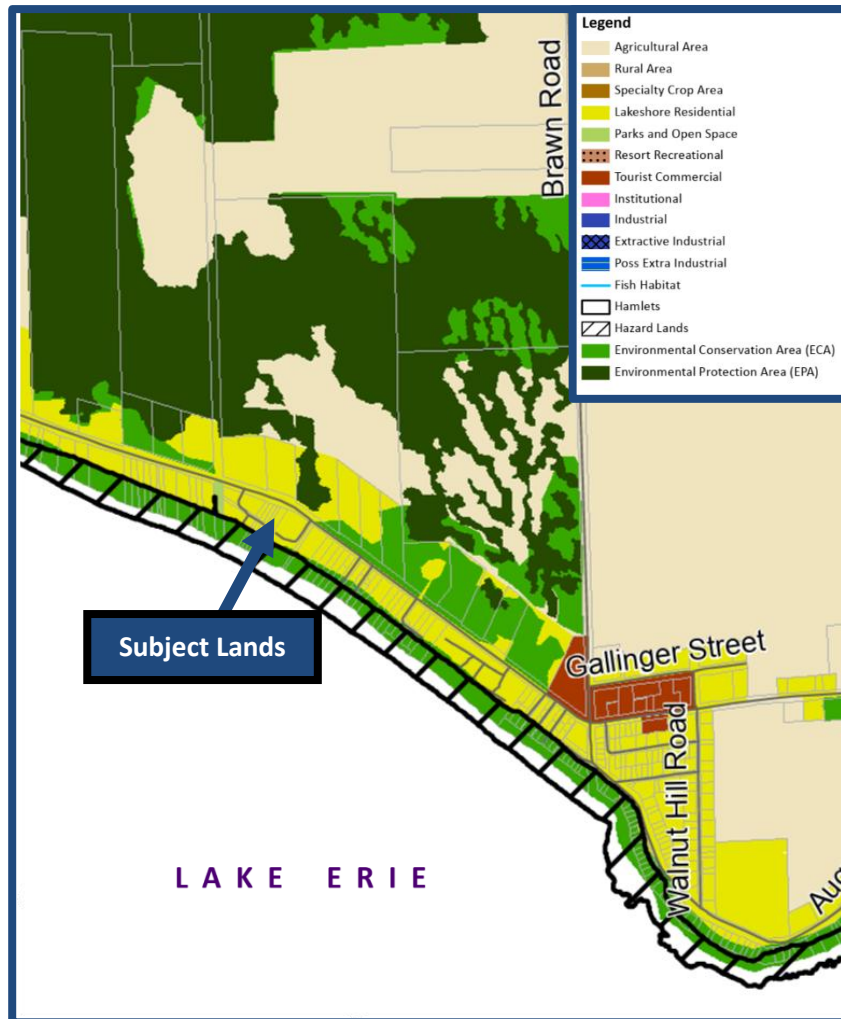 Legend
Agricultural Area
Rural Area
Specialty Crop Area
Lakeshore Residential
Parks and Open Space
Resort Recreational
Tourist Commercial
Institutional
Industrial
Extractive Industrial
Poss Extra Industrial
Fish Habitat
Hamlets
Hazard Lands
Environmental Conservation Area (ECA)
Environmental Protection Area (EPA)
Brawn Road
Subject Lands
Gallinger Street
Walnut Hill Road
LAKE ERIE
Aug